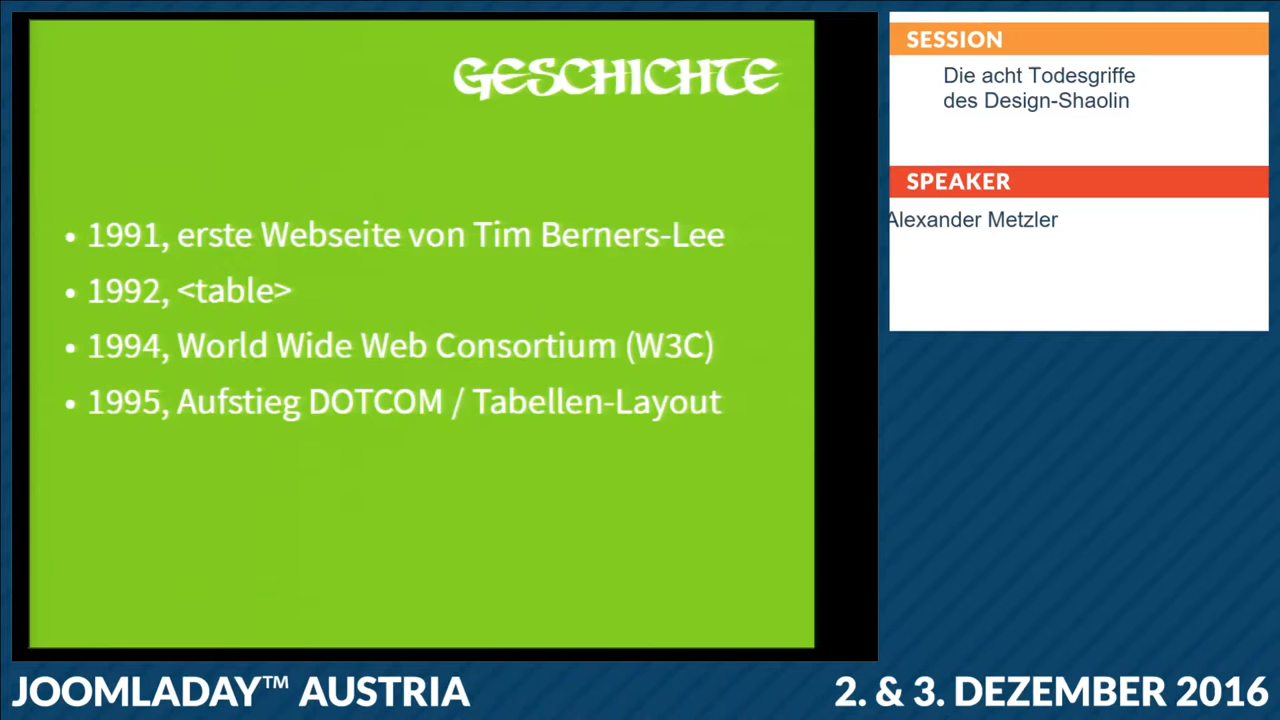 GESCHICHTE
• 1991, erste Webseite von Tim Berners-Lee
• 1992, <table>
• 1994, World Wide Web Consortium (W3C)
• 1995, Aufstieg DOTCOM / Tabellen-Layout
SESSION
Die acht Todesgriffe
des Design-Shaolin
SPEAKER
Alexander Metzler
JOOMLADAY™ AUSTRIA
2. & 3. DEZEMBER 2016